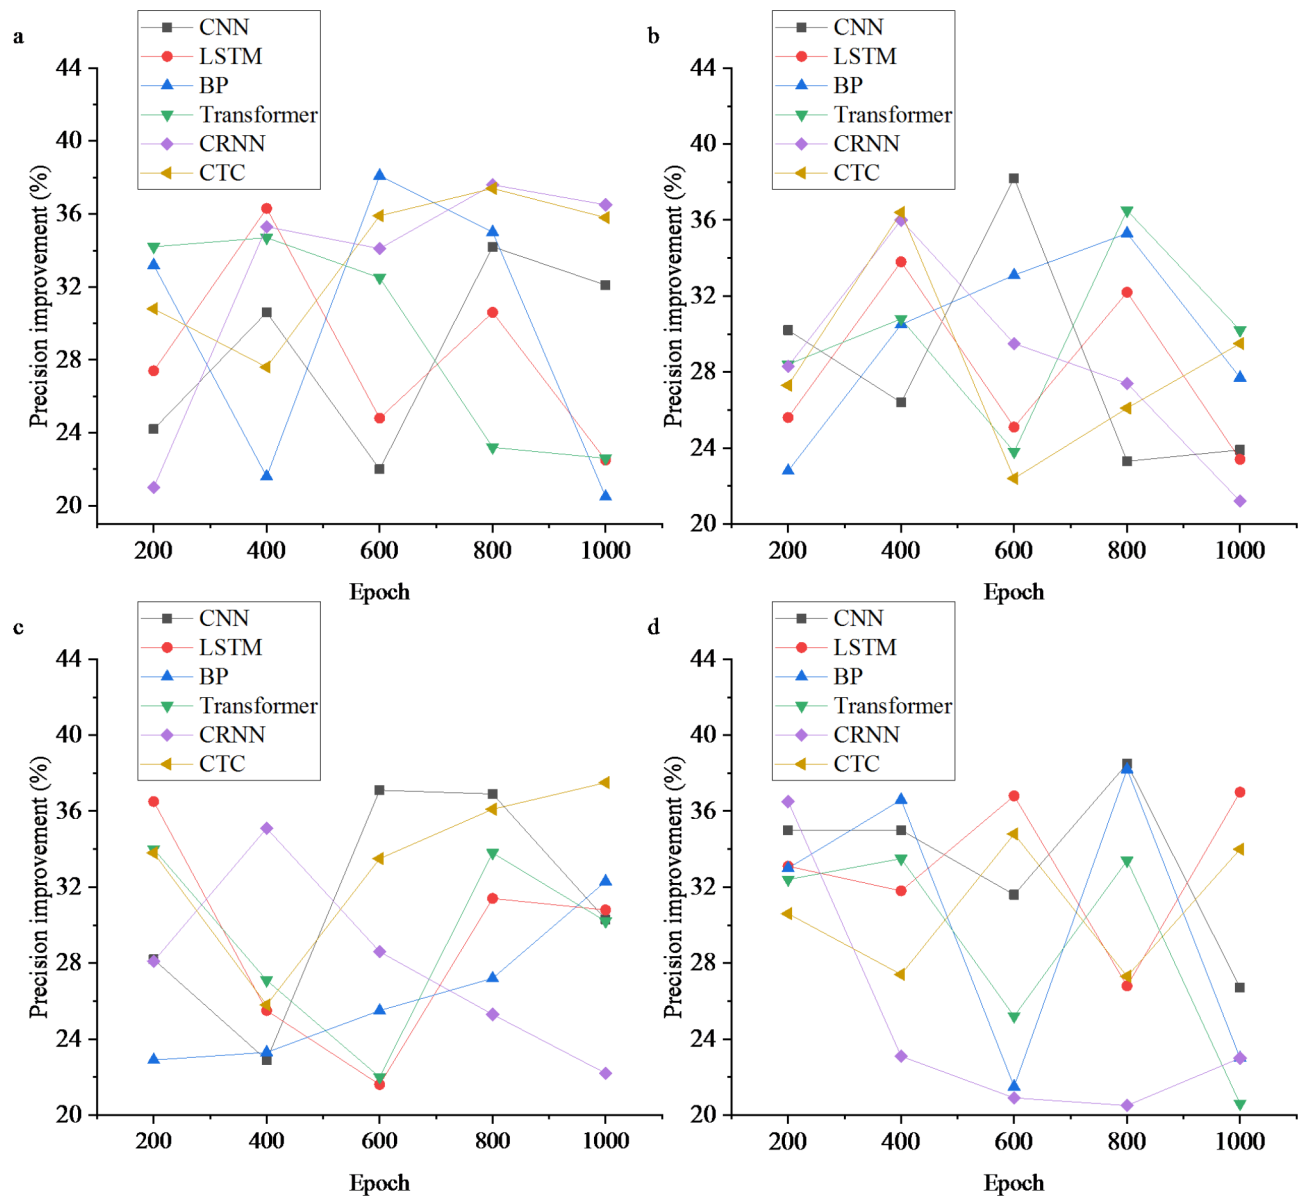 a
CNN
LSTM
BP
Transformer
CRNN
CTC
44
40
36
32
28
24
20
Precision improvement (%)
200 400 600 800 1000
Epoch
b
CNN
LSTM
BP
Transformer
CRNN
CTC
44
40
36
32
28
24
20
Precision improvement (%)
200 400 600 800 1000
Epoch
c
CNN
LSTM
BP
Transformer
CRNN
CTC
44
40
36
32
28
24
20
Precision improvement (%)
200 400 600 800 1000
Epoch
d
CNN
LSTM
BP
Transformer
CRNN
CTC
44
40
36
32
28
24
20
Precision improvement (%)
200 400 600 800 1000
Epoch